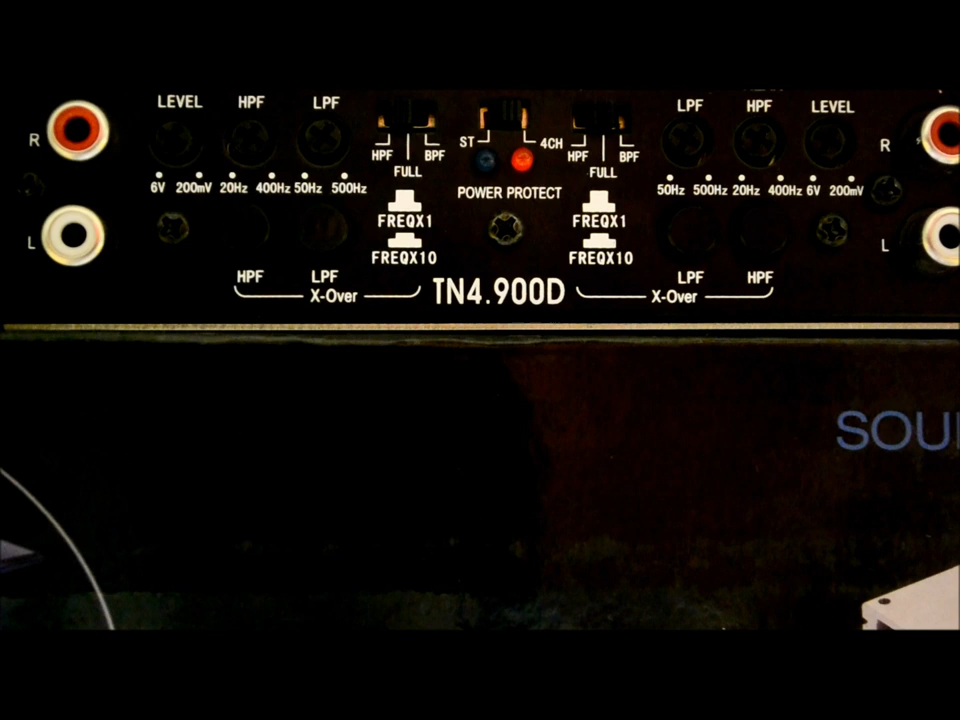 LEVEL HPF LPF LPF HPF LEVEL
R ST 4CH R
HPF BPF HPF BPF
FULL FULL
6V 200mV 20Hz 400Hz 50Hz 500Hz POWER PROTECT 50Hz 500Hz 20Hz 400Hz 6V 200mV
FREQX1 FREQX1
L L
FREQX10 FREQX10
HPF LPF LPF HPF
X-Over TN4.900D X-Over
SOU